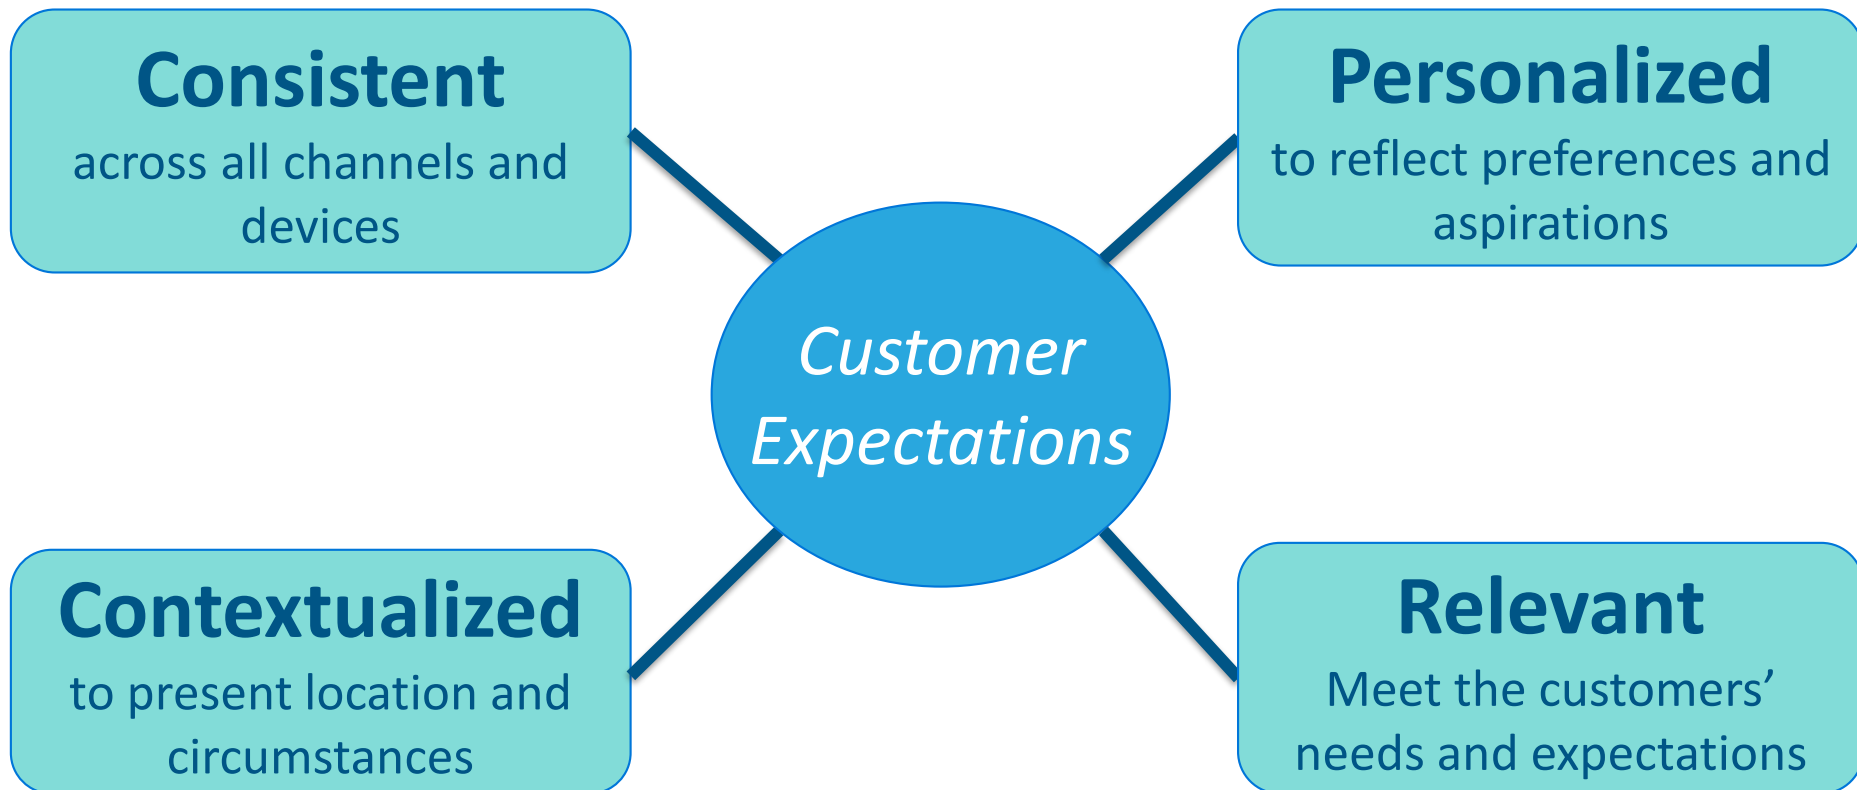 Consistent
across all channels and
devices
Personalized
to reflect preferences and
aspirations
Customer
Expectations
Contextualized
to present location and
circumstances
Relevant
Meet the customers’
needs and expectations